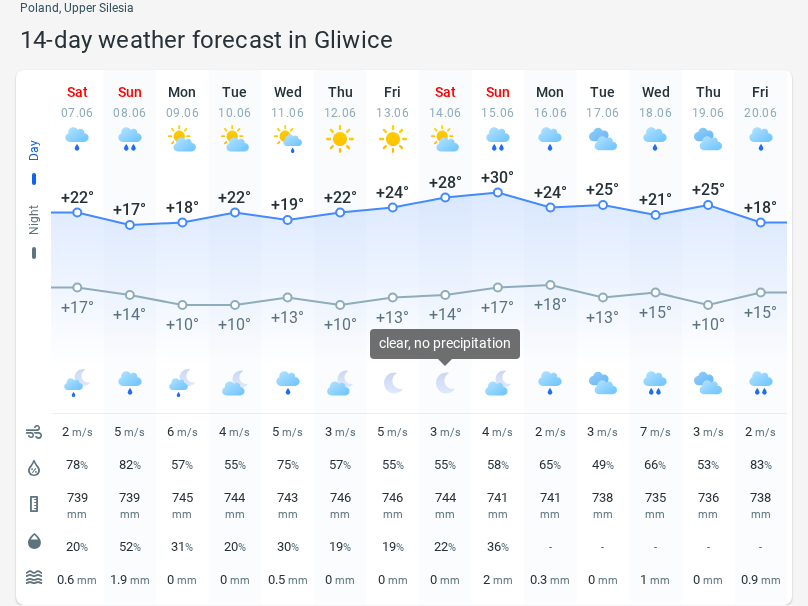 Poland, Upper Silesia
14-day weather forecast in Gliwice
Sat Sun Mon Tue Wed Thu Fri Sat Sun Mon Tue Wed Thu Fri
07.06 08.06 09.06 10.06 11.06 12.06 13.06 14.06 15.06 16.06 17.06 18.06 19.06 20.06
Day
+22° +17° +18° +22° +19° +22° +24° +28° +30° +24° +25° +21° +25° +18°
Night
+17° +14° +10° +10° +13° +10° +13° +14° +17° +18° +13° +15° +10° +15°
clear, no precipitation
2 m/s 5 m/s 6 m/s 4 m/s 5 m/s 3 m/s 5 m/s 3 m/s 4 m/s 2 m/s 3 m/s 7 m/s 3 m/s 2 m/s
78% 82% 57% 55% 75% 57% 55% 55% 58% 65% 49% 66% 53% 83%
739 739 745 744 743 746 746 744 741 741 738 735 736 738
mm mm mm mm mm mm mm mm mm mm mm mm mm mm
20% 52% 31% 20% 30% 19% 19% 22% 36% - - - - -
0.6 mm 1.9 mm 0 mm 0 mm 0.5 mm 0 mm 0 mm 0 mm 2 mm 0.3 mm 0 mm 1 mm 0 mm 0.9 mm